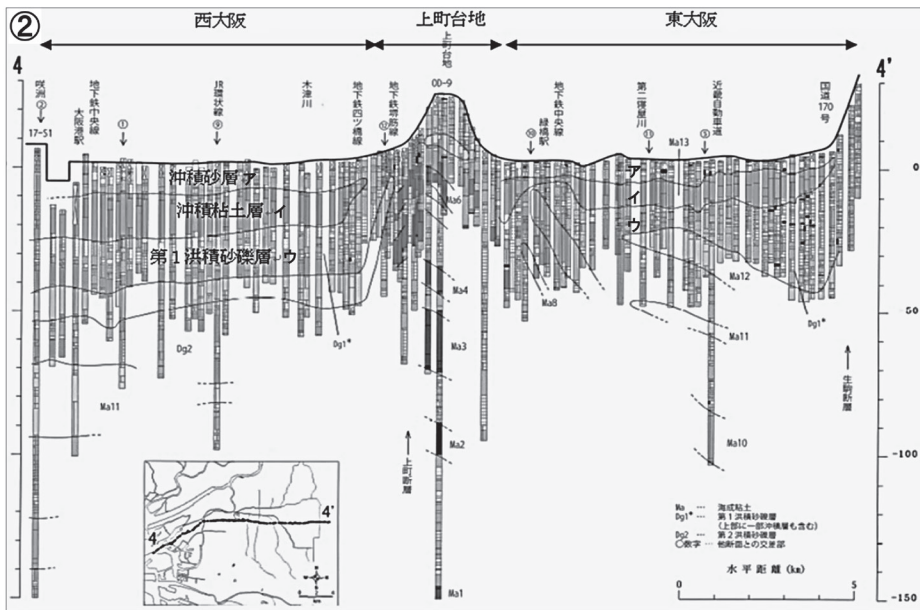 ②
西大阪
上町台地
東大阪
4
4'
咲洲②
17-S1
大阪港駅
地下鉄中央線
①
JR環状線
⑨
木津川
地下鉄四ツ橋線
地下鉄堺筋線
⑫
上町台地
OD-9
地下鉄中央線
緑橋駅
⑩
第二寝屋川
⑪
Ma13
近畿自動車道
⑤
国道170号
0
-50
-100
-150
沖積砂層 ア
沖積粘土層 イ
第1洪積砂礫層 ウ
ア
イ
ウ
Ma6
Ma4
Ma3
Ma2
Ma1
Ma8
Ma12
Ma11
Ma10
Dg1*
Dg2
Ma11
Dg1*
上町断層
生駒断層
4
4'
N
km
Ma ・・・ 海成粘土
Dg1* ・・・ 第1洪積砂礫層
(上部に一部沖積層も含む)
Dg2 ・・・ 第2洪積砂礫層
○数字 ・・・ 他断面との交差部
水平距離(km)
0
5